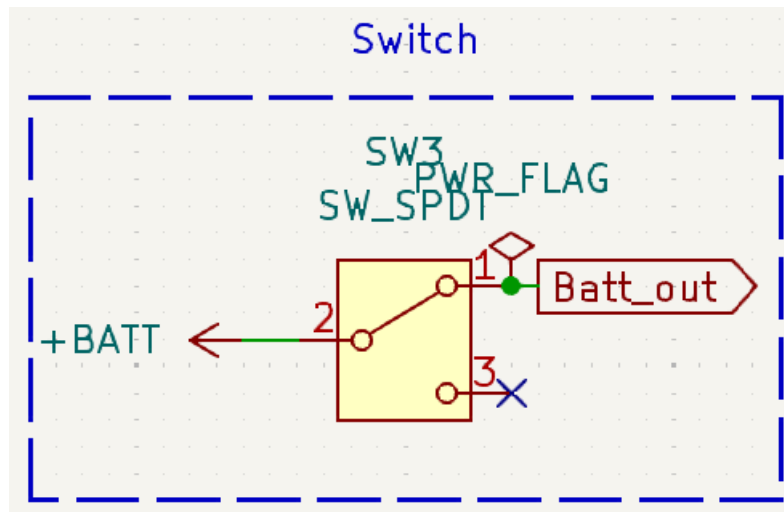 Switch
SW3
PWR_FLAG
SW_SPDT
1
Batt_out
2
+BATT
3